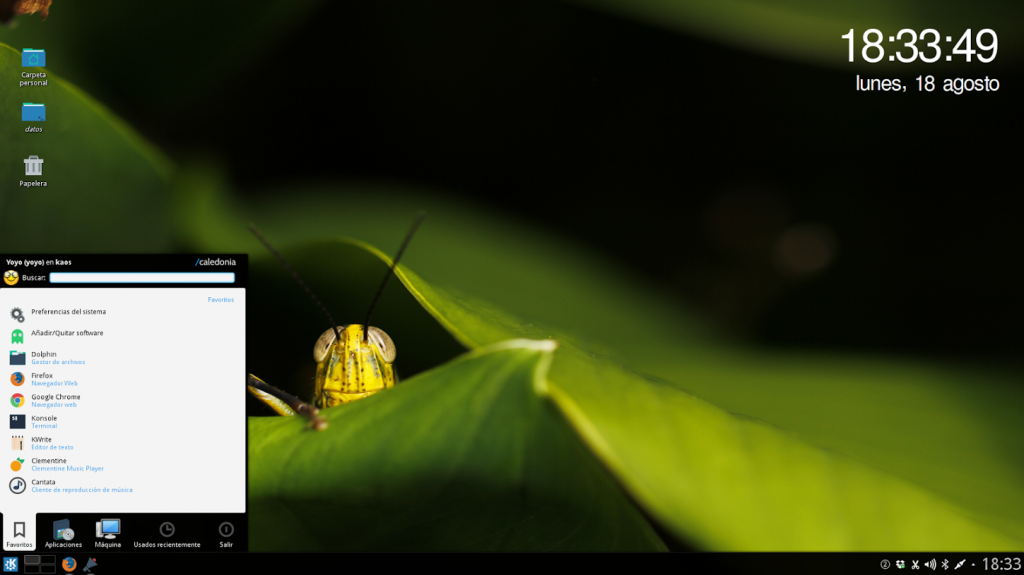 18:33:49
lunes, 18 agosto
Carpeta
personal
datos
Papelera
Yoyo (yoyo) en kaos
/caledonia
Buscar:
Favoritos
Preferencias del sistema
Añadir/Quitar software
Dolphin
Gestor de archivos
Firefox
Navegador Web
Google Chrome
Navegador web
Konsole
Terminal
KWrite
Editor de texto
Clementine
Clementine Music Player
Cantata
Cliente de reproducción de música
Favoritos
Aplicaciones
Máquina
Usados recientemente
Salir
2
18:33